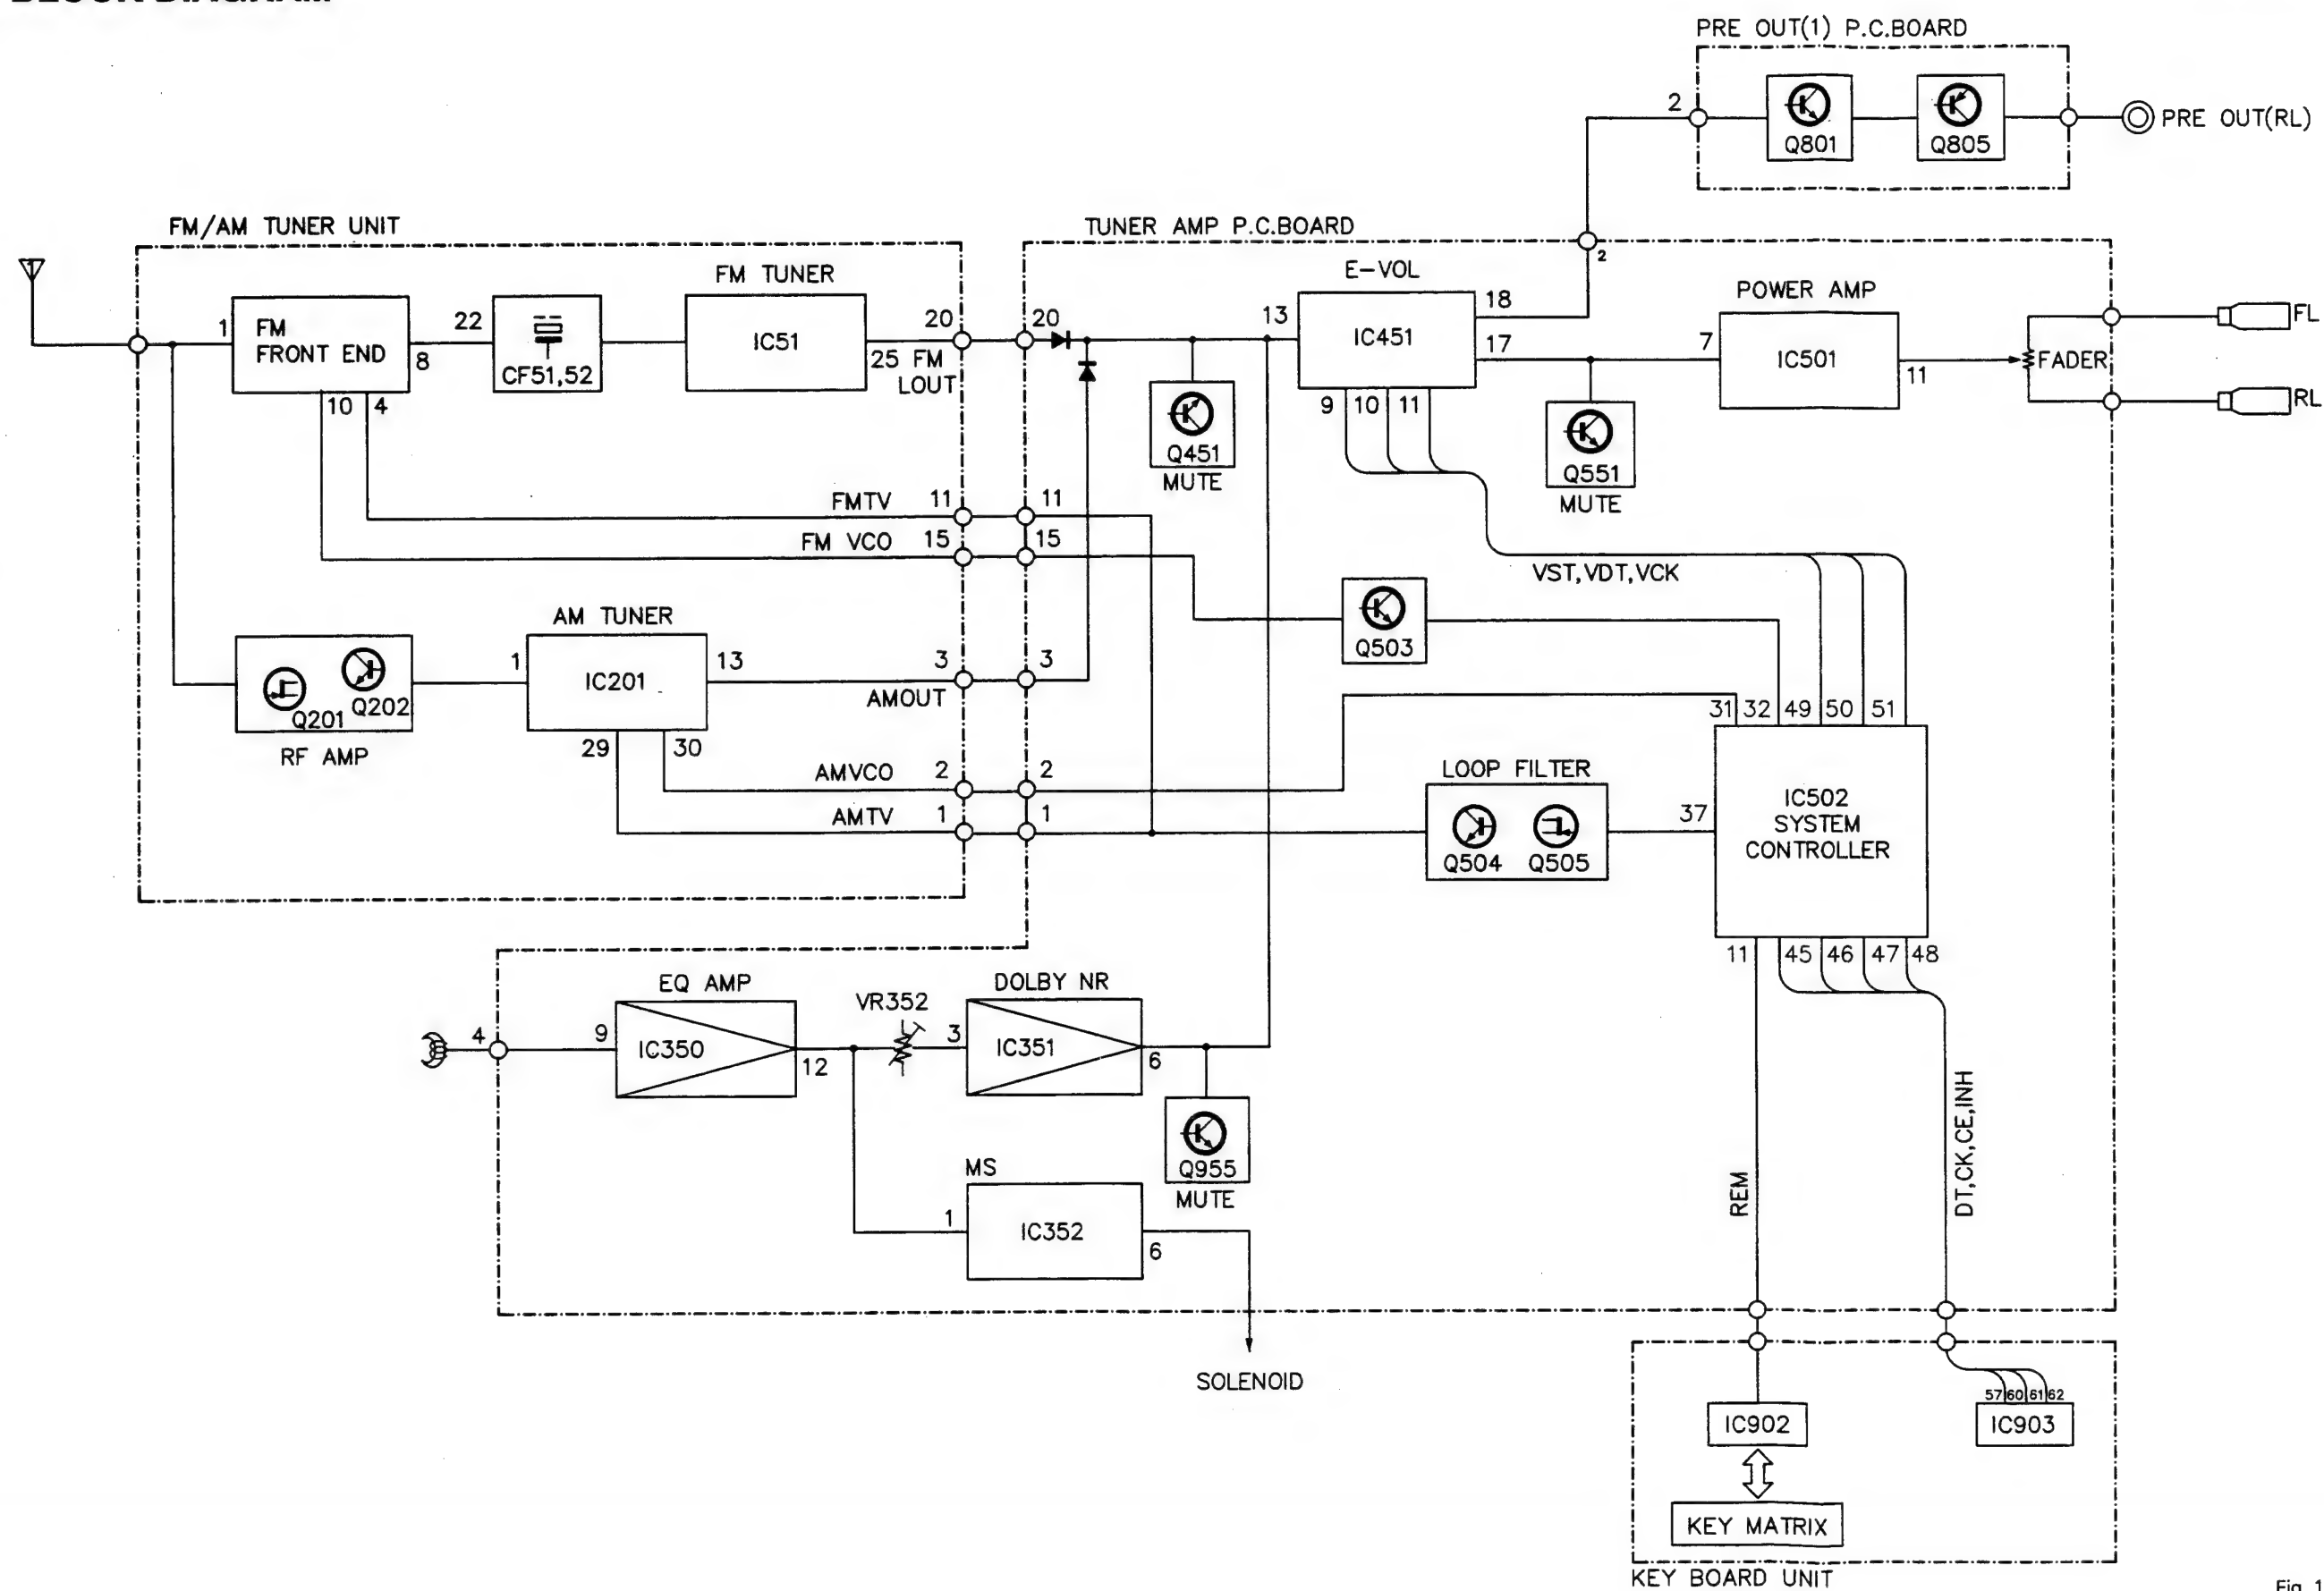 BLOCK DIAGRAM
PRE OUT(1) P.C.BOARD
2
Q801
Q805
PRE OUT(RL)
FM/AM TUNER UNIT
TUNER AMP P.C.BOARD
2
FM TUNER
E-VOL
POWER AMP
1
FM
FRONT END
8
22
CF51,52
IC51
20
25 FM
LOUT
20
13
IC451
18
17
7
IC501
11
FADER
FL
RL
10
4
9
10
11
Q451
MUTE
Q551
MUTE
FMTV
11
11
FM VCO
15
15
VST,VDT,VCK
Q503
AM TUNER
Q201
Q202
RF AMP
1
IC201
13
3
3
AMOUT
29
30
31
32
49
50
51
AMVCO
2
2
AMTV
1
1
LOOP FILTER
Q504
Q505
37
IC502
SYSTEM
CONTROLLER
11
45
46
47
48
EQ AMP
VR352
DOLBY NR
4
9
IC350
12
3
IC351
6
Q955
MUTE
MS
1
IC352
6
REM
DT,CK,CE,INH
SOLENOID
57
60
61
62
IC902
IC903
KEY MATRIX
KEY BOARD UNIT
Fig. 1